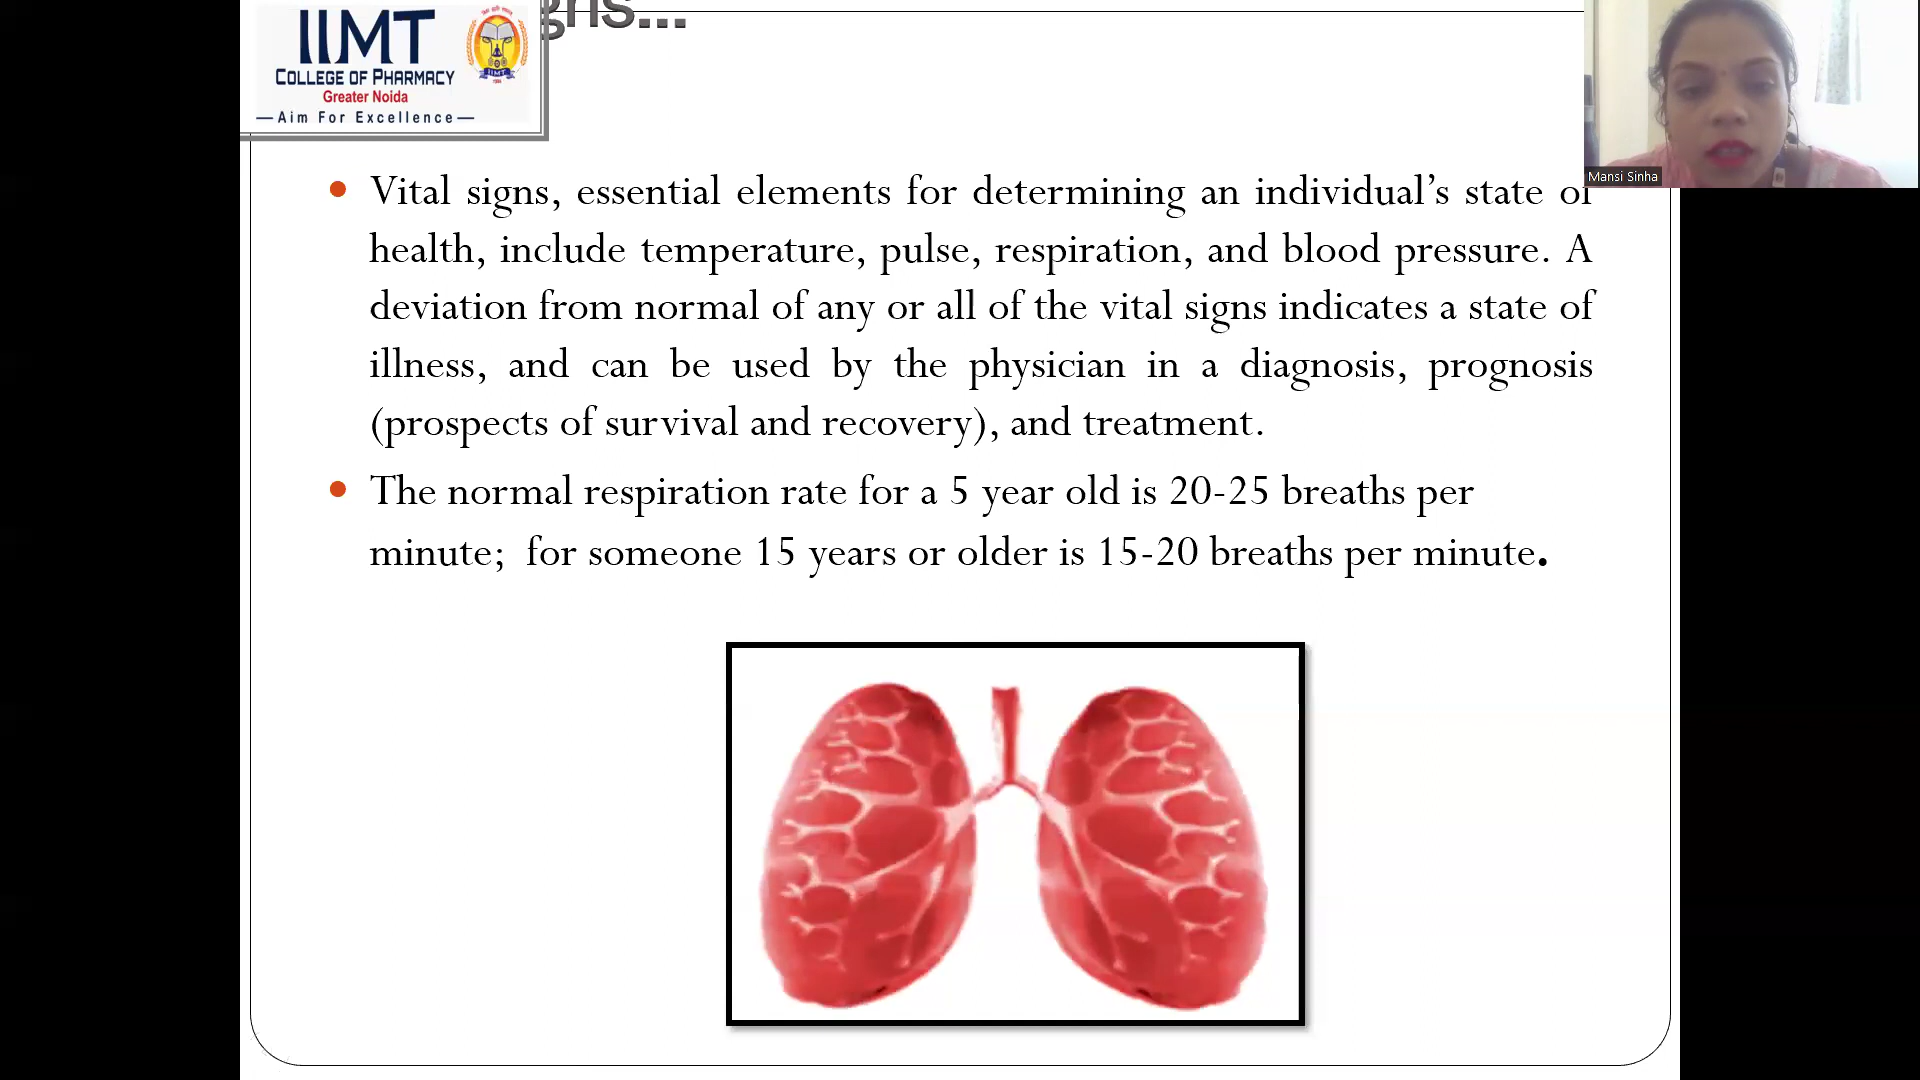 gns...
IIMT
COLLEGE OF PHARMACY
Greater Noida
—Aim For Excellence—
IIMT
Mansi Sinha
• Vital signs, essential elements for determining an individual’s state of
health, include temperature, pulse, respiration, and blood pressure. A
deviation from normal of any or all of the vital signs indicates a state of
illness, and can be used by the physician in a diagnosis, prognosis
(prospects of survival and recovery), and treatment.
• The normal respiration rate for a 5 year old is 20-25 breaths per
minute;  for someone 15 years or older is 15-20 breaths per minute.